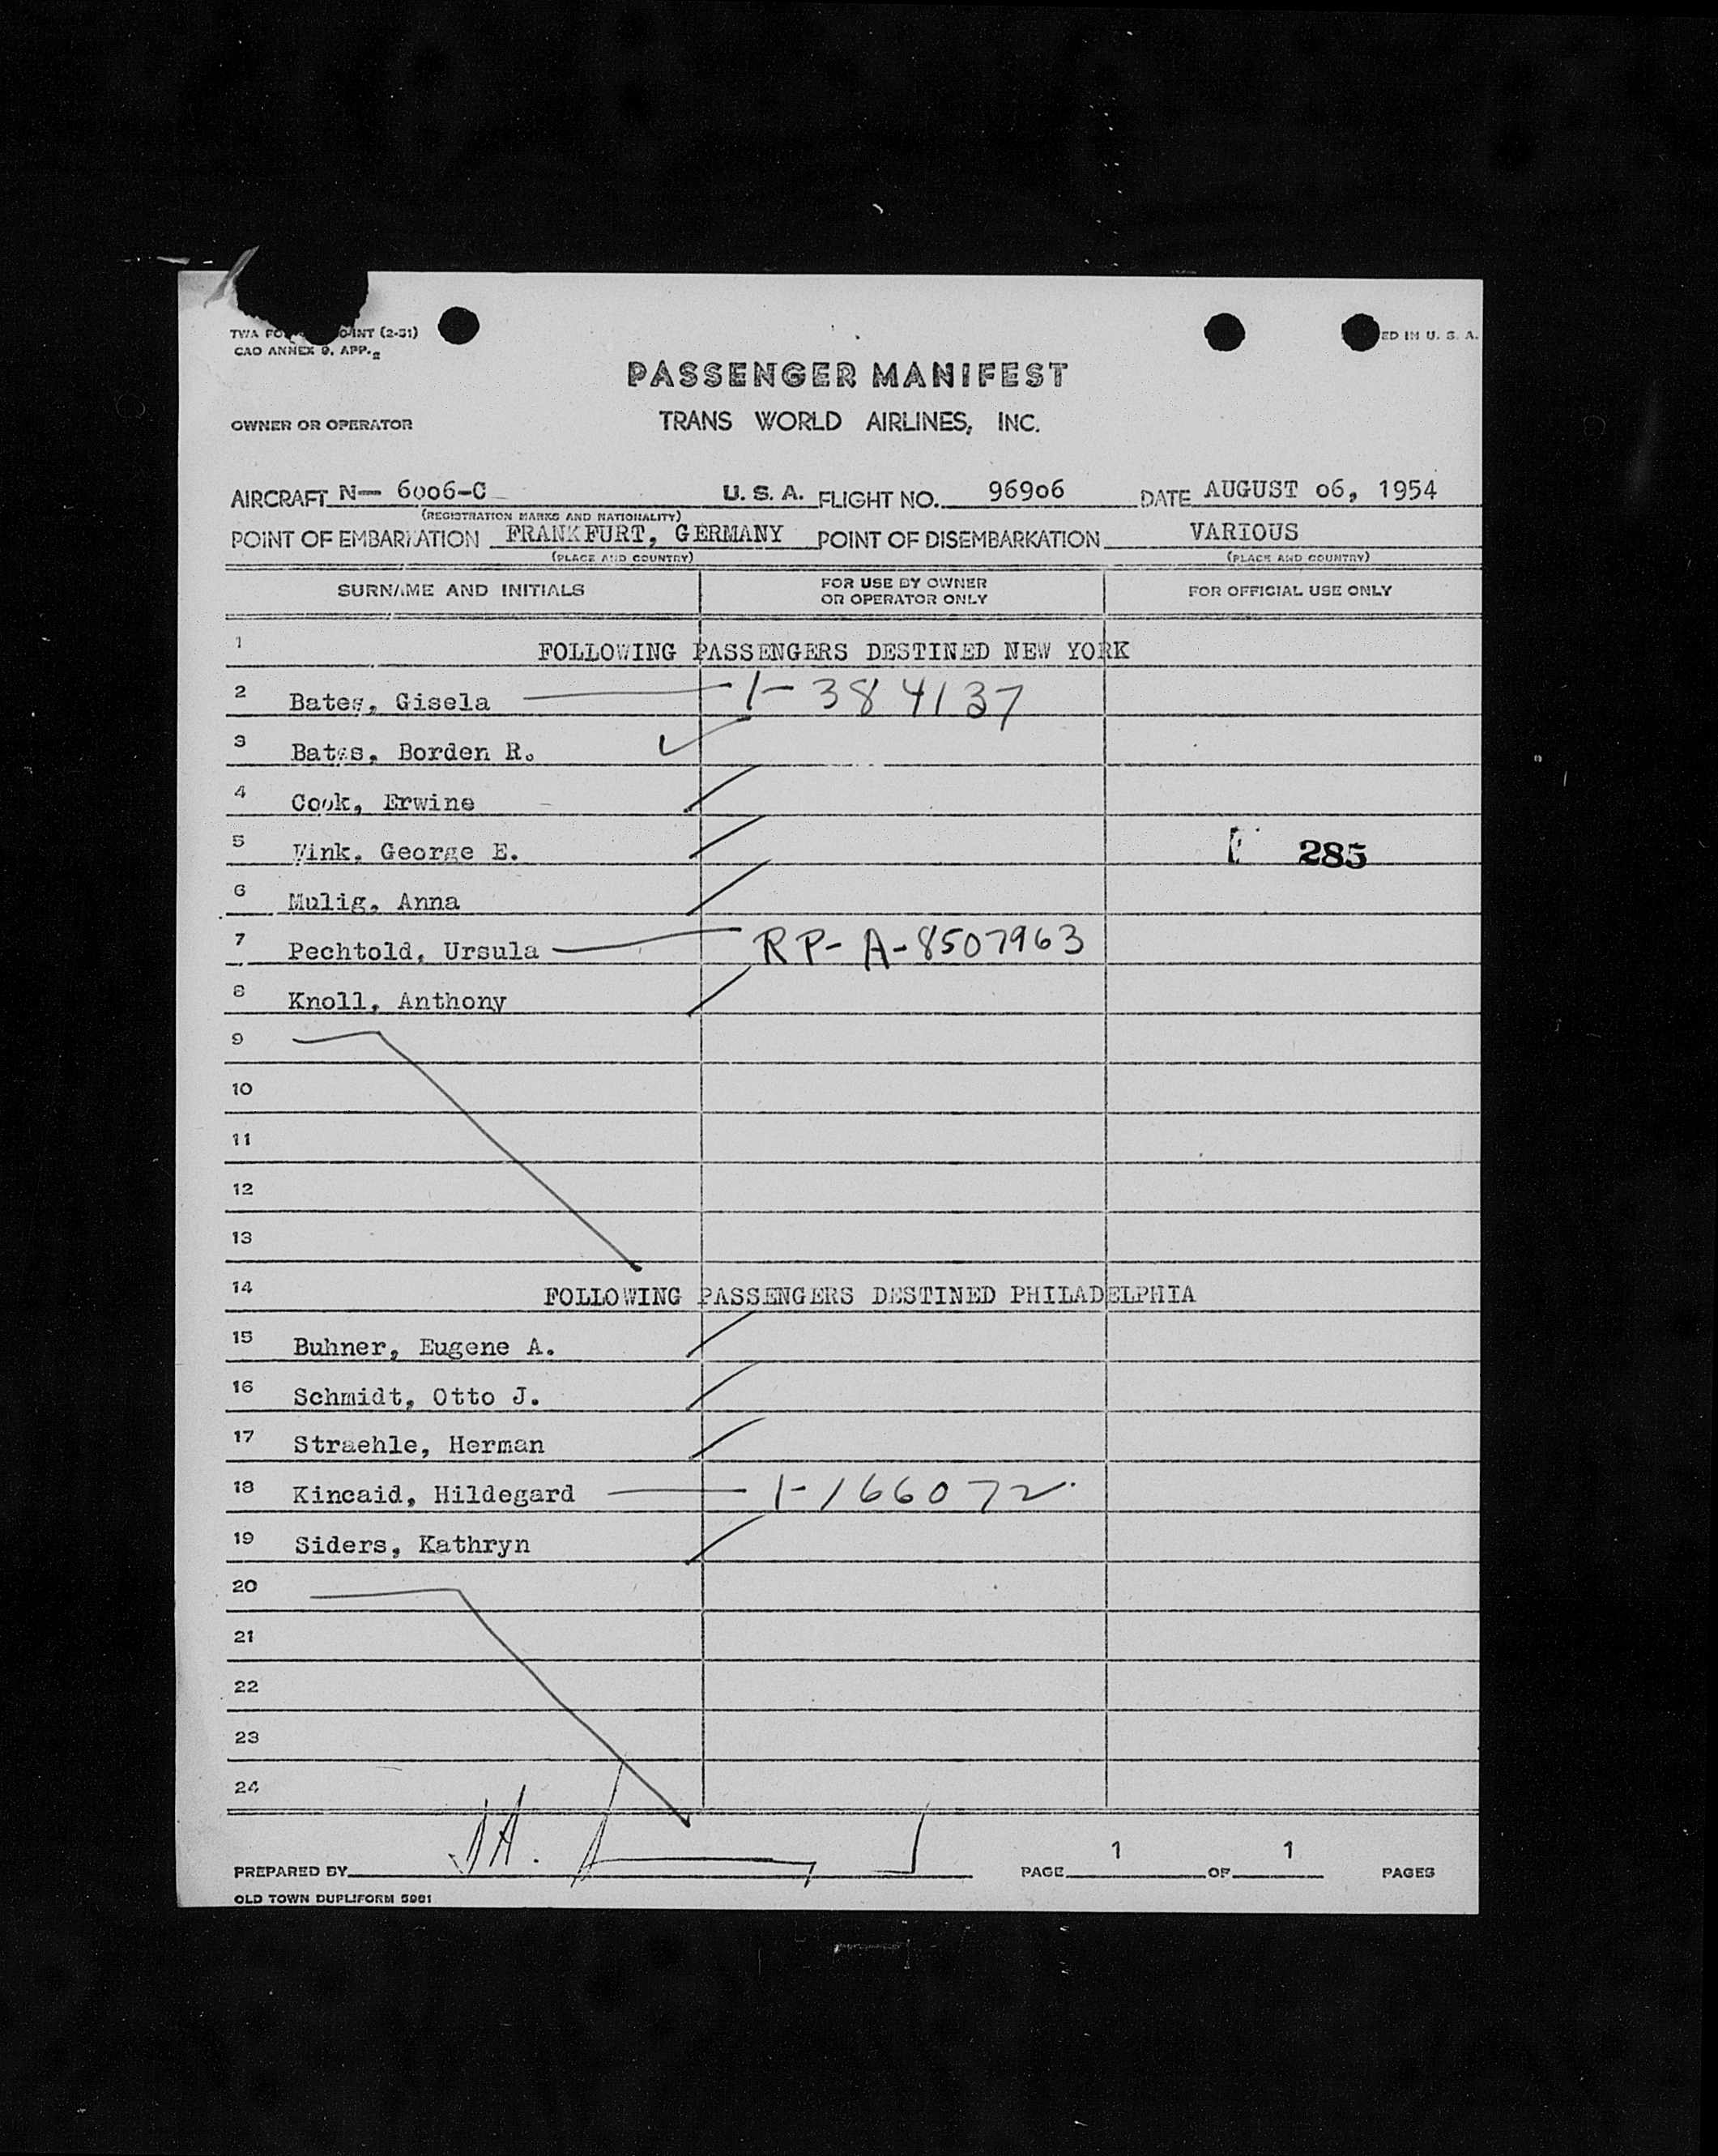 TWA FO INT (2-51)
CAO ANNEX 9, APP. 2
ED IN U. S. A.
PASSENGER MANIFEST
OWNER OR OPERATOR TRANS WORLD AIRLINES, INC.
AIRCRAFT N— 6006-C U. S. A. FLIGHT NO. 96906 DATE AUGUST 06, 1954
(REGISTRATION MARKS AND NATIONALITY)
POINT OF EMBARKATION FRANKFURT, GERMANY POINT OF DISEMBARKATION VARIOUS
(PLACE AND COUNTRY) (PLACE AND COUNTRY)
SURNAME AND INITIALS FOR USE BY OWNER OR OPERATOR ONLY FOR OFFICIAL USE ONLY
1 FOLLOWING PASSENGERS DESTINED NEW YORK
2 Bates, Gisela 1-384137
3 Bates, Borden R.
4 Cook, Erwine
5 Wink, George E. 285
6 Mulig, Anna
7 Pechtold, Ursula RP-A-8507963
8 Knoll, Anthony
9
10
11
12
13
14 FOLLOWING PASSENGERS DESTINED PHILADELPHIA
15 Buhner, Eugene A.
16 Schmidt, Otto J.
17 Straehle, Herman
18 Kincaid, Hildegard 1-166072
19 Siders, Kathryn
20
21
22
23
24
PREPARED BY PAGE 1 OF 1 PAGES
OLD TOWN DUPLIFORM 5981